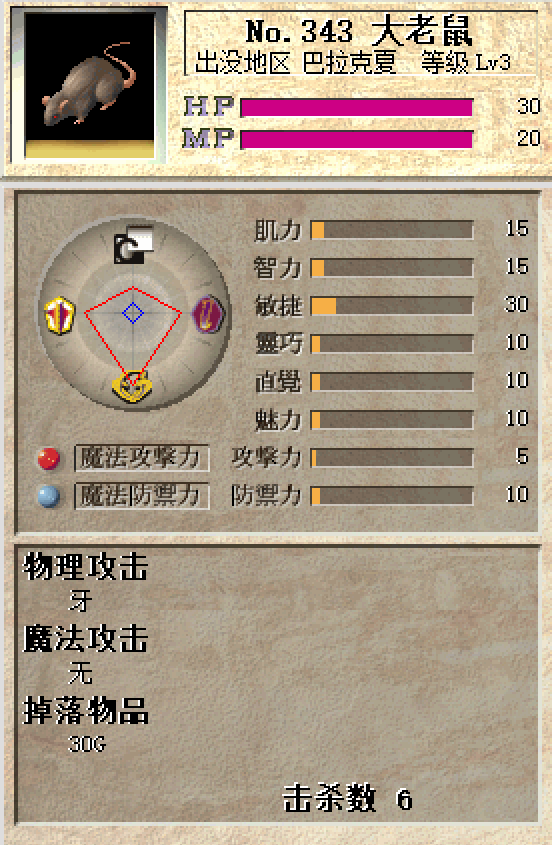 No. 343 大老鼠
出没地区 巴拉克夏 等级 Lv3
HP 30
MP 20
肌力 15
智力 15
敏捷 30
靈巧 10
直覺 10
魅力 10
魔法攻擊力 攻擊力 5
魔法防禦力 防禦力 10
物理攻击
牙
魔法攻击
无
掉落物品
30G
击杀数 6